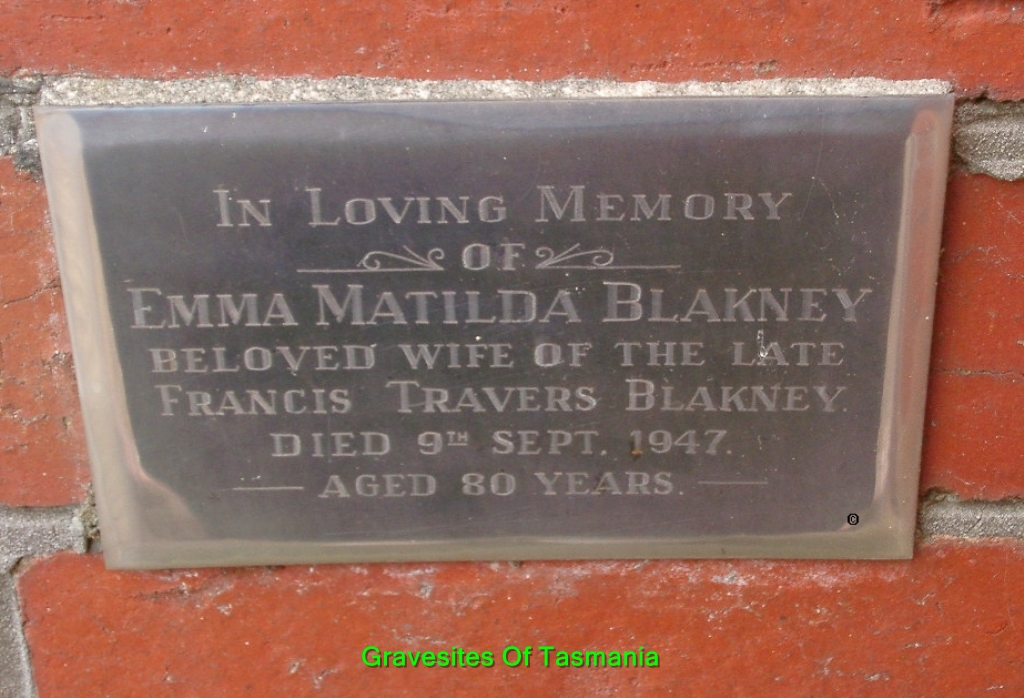 IN LOVING MEMORY
OF
EMMA MATILDA BLAKNEY
BELOVED WIFE OF THE LATE
FRANCIS TRAVERS BLAKNEY.
DIED 9TH SEPT. 1947.
AGED 80 YEARS.
©
Gravesites Of Tasmania